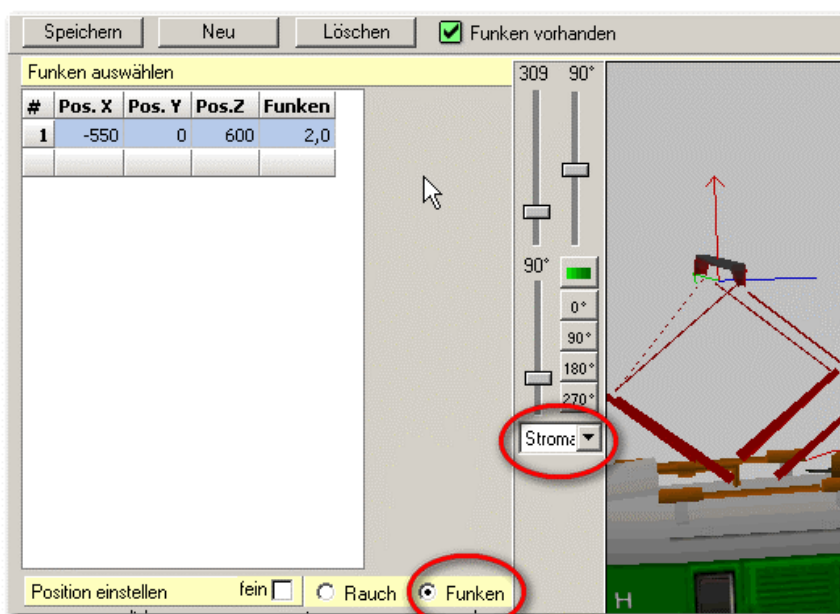 Speichern Neu Löschen Funken vorhanden
Funken auswählen
309 90°
# Pos. X Pos. Y Pos.Z Funken
1 -550 0 600 2,0
90°
0°
90°
180°
270°
Stroma
Position einstellen fein Rauch Funken
H